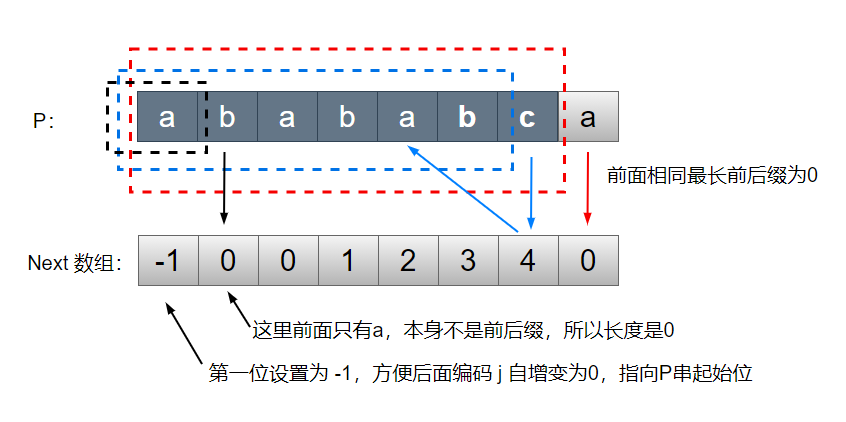 P： a b a b a b c a
前面相同最长前后缀为0
Next 数组： -1 0 0 1 2 3 4 0
这里前面只有a，本身不是前后缀，所以长度是0
第一位设置为 -1，方便后面编码 j 自增变为0，指向P串起始位